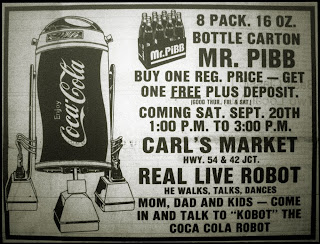 Enjoy
Coca-Cola
Mr. PiBB
8 PACK. 16 OZ.
BOTTLE CARTON
MR. PIBB
BUY ONE REG. PRICE — GET
ONE FREE PLUS DEPOSIT.
(GOOD THUR., FRI. & SAT.)
COMING SAT. SEPT. 20TH
1:00 P.M. TO 3:00 P.M.
CARL'S MARKET
HWY. 54 & 42 JCT.
REAL LIVE ROBOT
HE WALKS, TALKS, DANCES
MOM, DAD AND KIDS — COME
IN AND TALK TO "KOBOT" THE
COCA COLA ROBOT